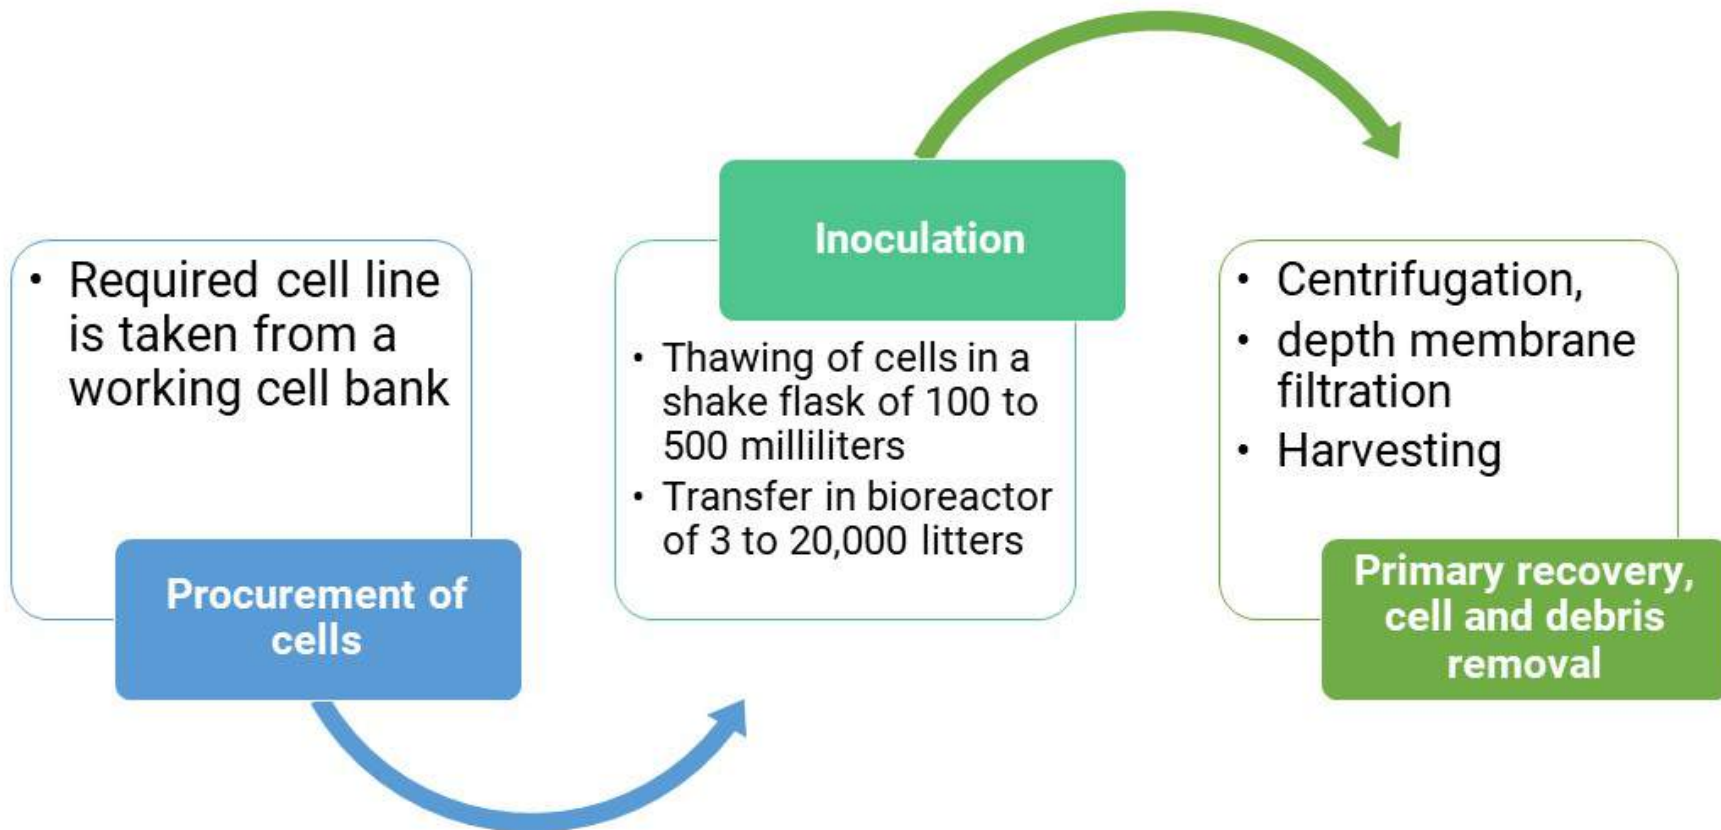 • Required cell line
is taken from a
working cell bank
Procurement of
cells
Inoculation
• Thawing of cells in a
shake flask of 100 to
500 milliliters
• Transfer in bioreactor
of 3 to 20,000 litters
• Centrifugation,
• depth membrane
filtration
• Harvesting
Primary recovery,
cell and debris
removal